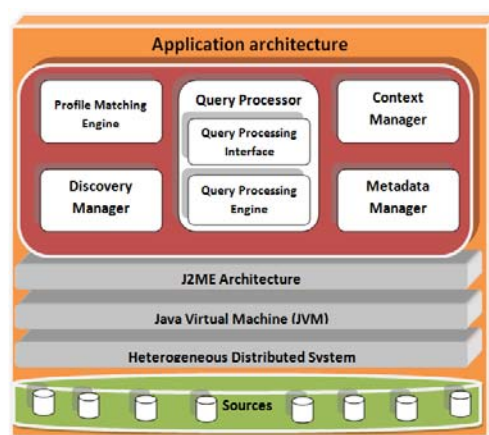 Application architecture
Profile Matching
Engine
Query Processor
Query Processing
Interface
Query Processing
Engine
Context
Manager
Discovery
Manager
Metadata
Manager
J2ME Architecture
Java Virtual Machine (JVM)
Heterogeneous Distributed System
Sources